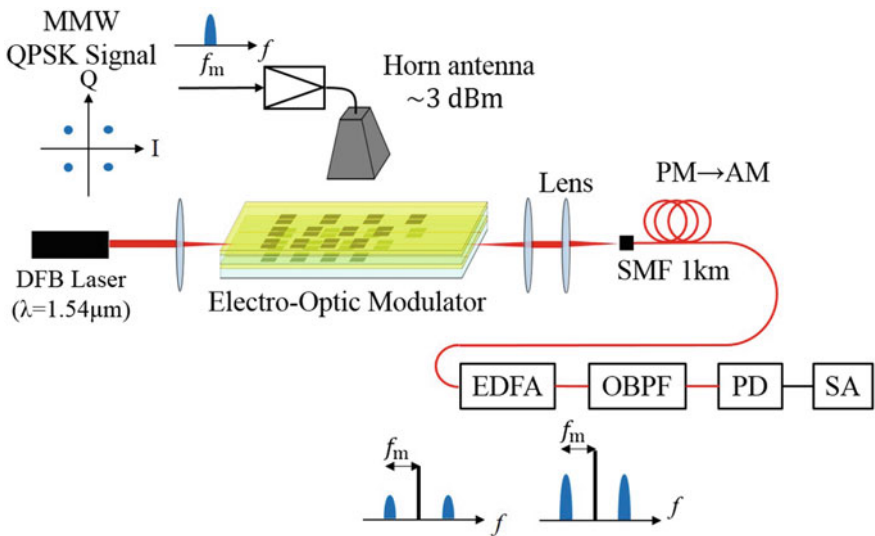 MMW
QPSK Signal
Q
I
f
fm
Horn antenna
~3 dBm
DFB Laser
(λ=1.54μm)
Electro-Optic Modulator
Lens
PM→AM
SMF 1km
EDFA
OBPF
PD
SA
fm
f
fm
f